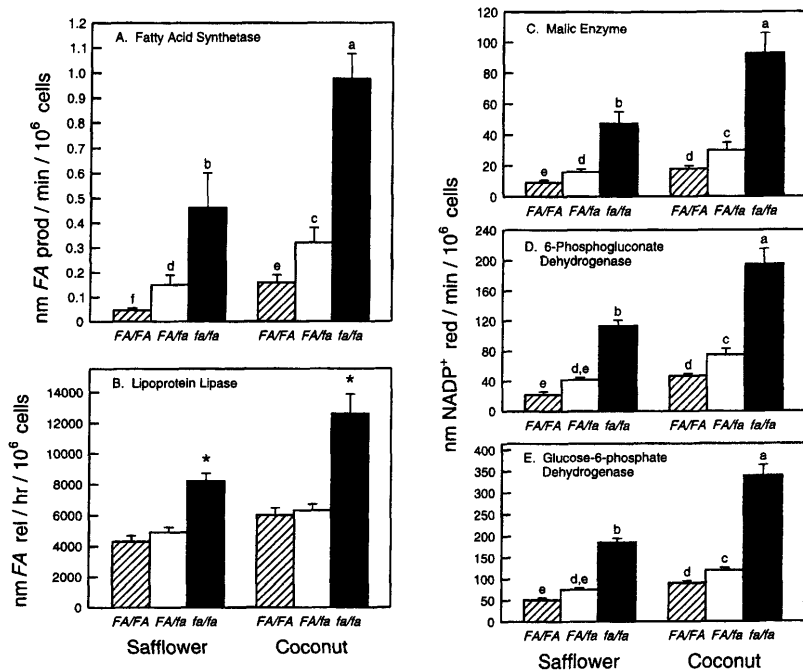 A. Fatty Acid Synthetase
nm FA prod / min / 10⁶ cells
1.2
1.1
1.0
0.9
0.8
0.7
0.6
0.5
0.4
0.3
0.2
0.1
f
d
b
e
c
a
FA/FA FA/fa fa/fa FA/FA FA/fa fa/fa
B. Lipoprotein Lipase
nm FA rel / hr / 10⁶ cells
14000
12000
10000
8000
6000
4000
2000
0000
*
*
FA/FA FA/fa fa/fa FA/FA FA/fa fa/fa
Safflower Coconut
C. Malic Enzyme
nm NADP⁺ red / min / 10⁶ cells
120
100
80
60
40
20
0
e
d
b
d
c
a
FA/FA FA/fa fa/fa FA/FA FA/fa fa/fa
D. 6-Phosphogluconate
Dehydrogenase
240
200
160
120
80
40
0
e
d,e
b
d
c
a
FA/FA FA/fa fa/fa FA/FA FA/fa fa/fa
E. Glucose-6-phosphate
Dehydrogenase
350
400
300
250
200
150
100
50
e
d,e
b
d
c
a
FA/FA FA/fa fa/fa FA/FA FA/fa fa/fa
Safflower Coconut